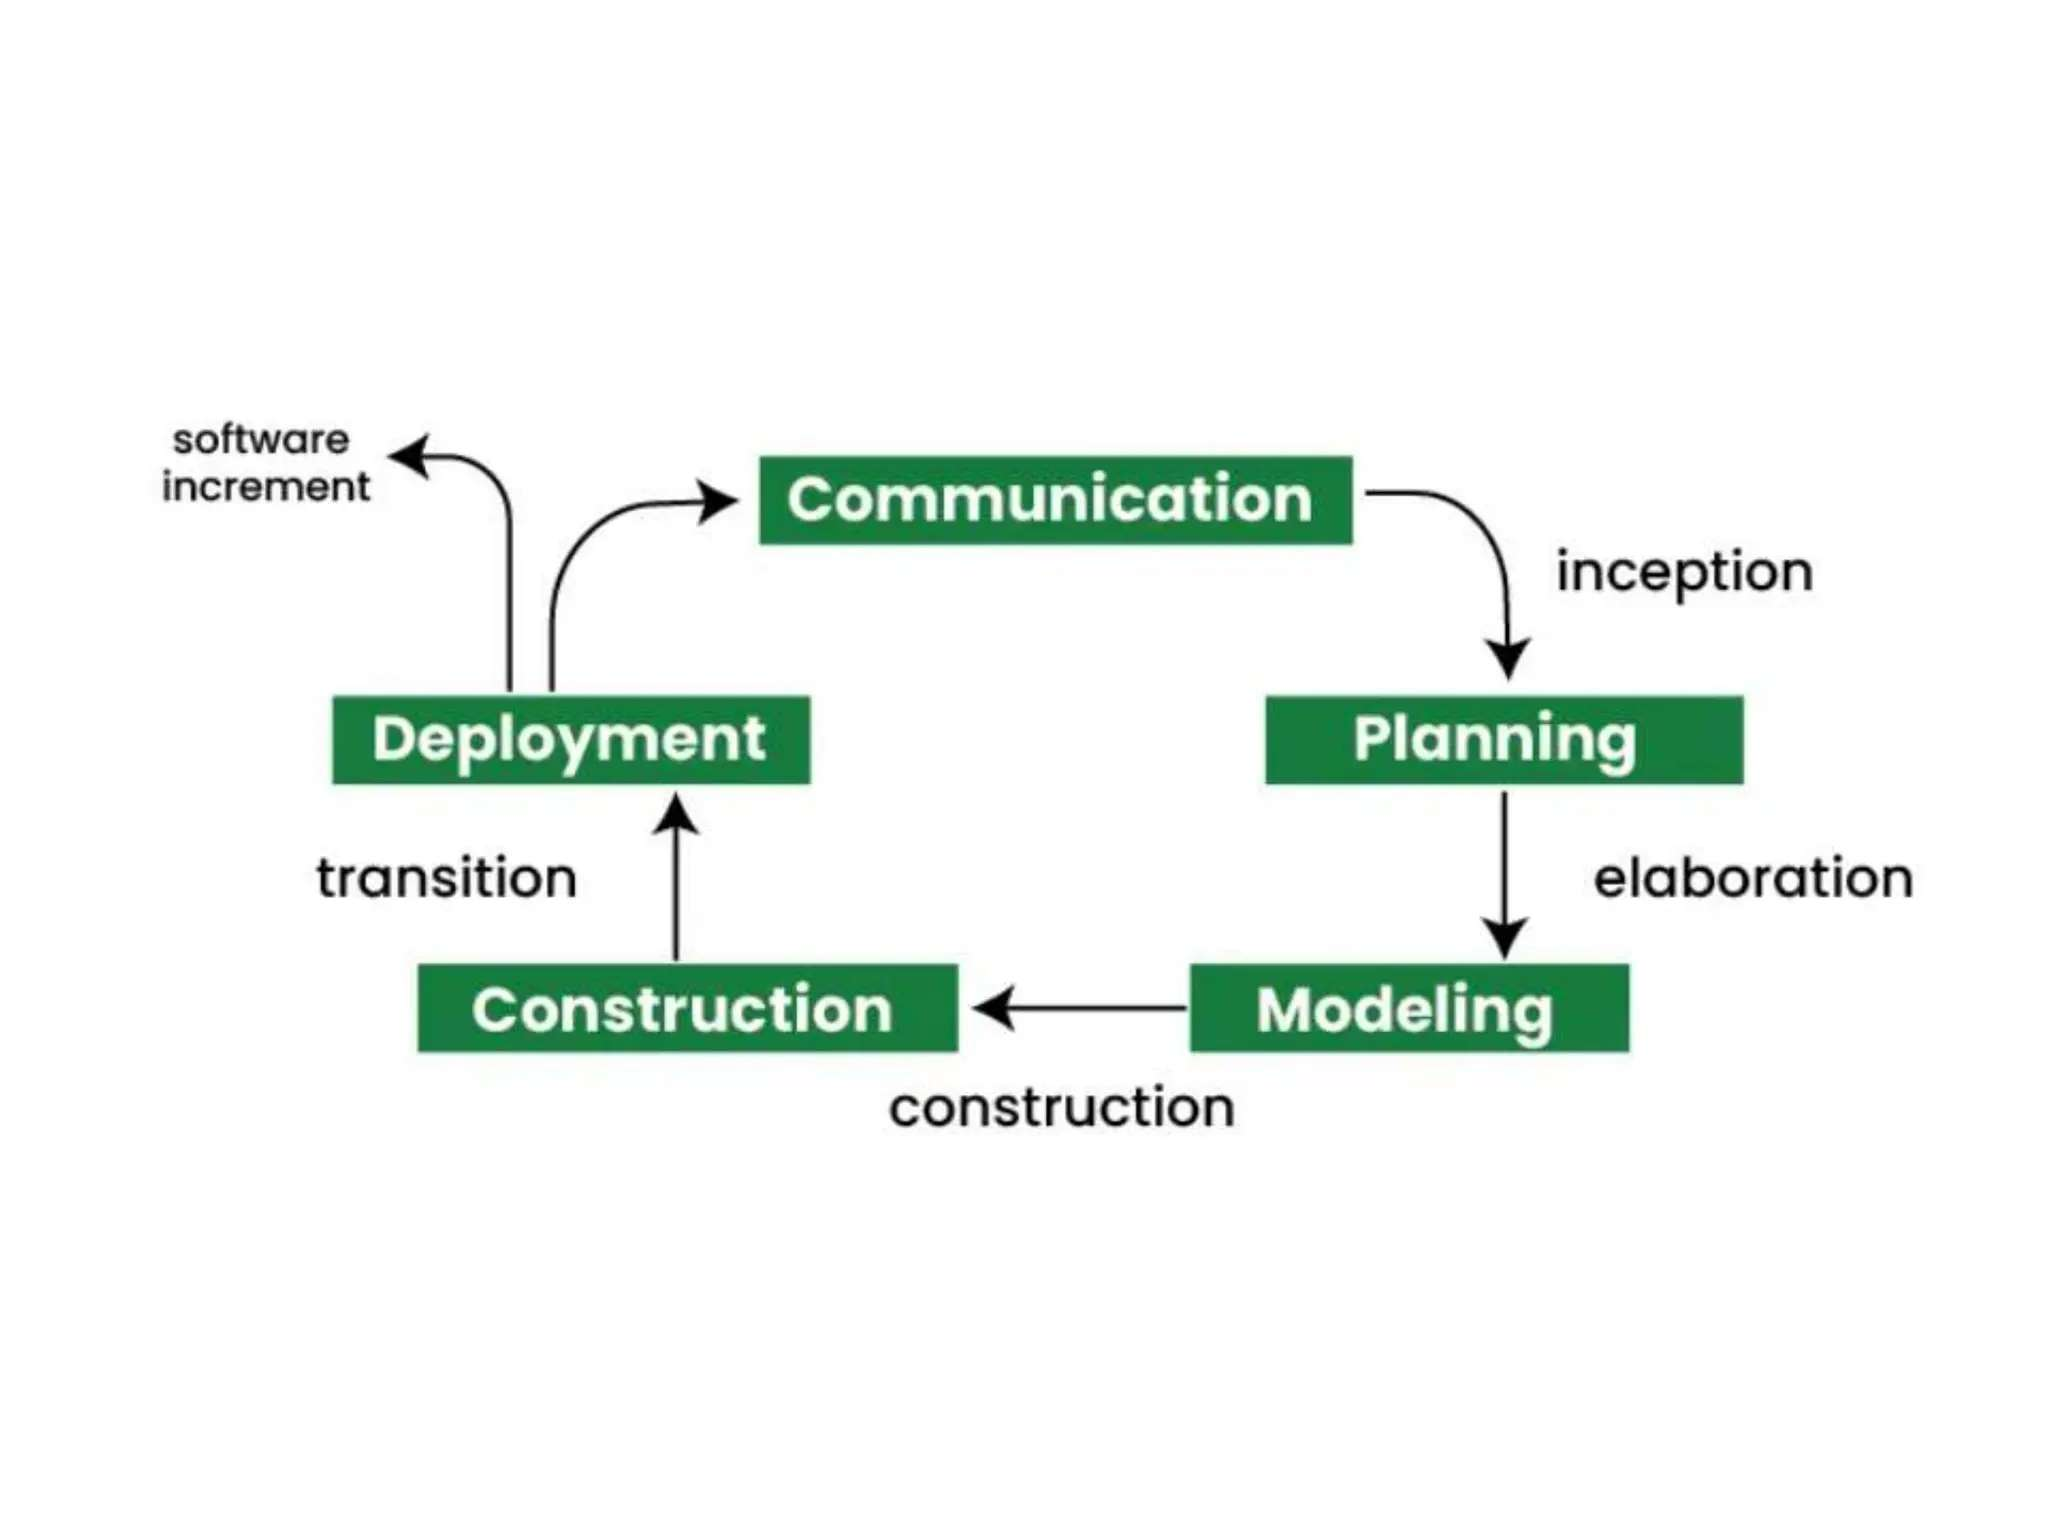 software
increment
Communication
inception
Deployment
Planning
transition
elaboration
Construction
Modeling
construction